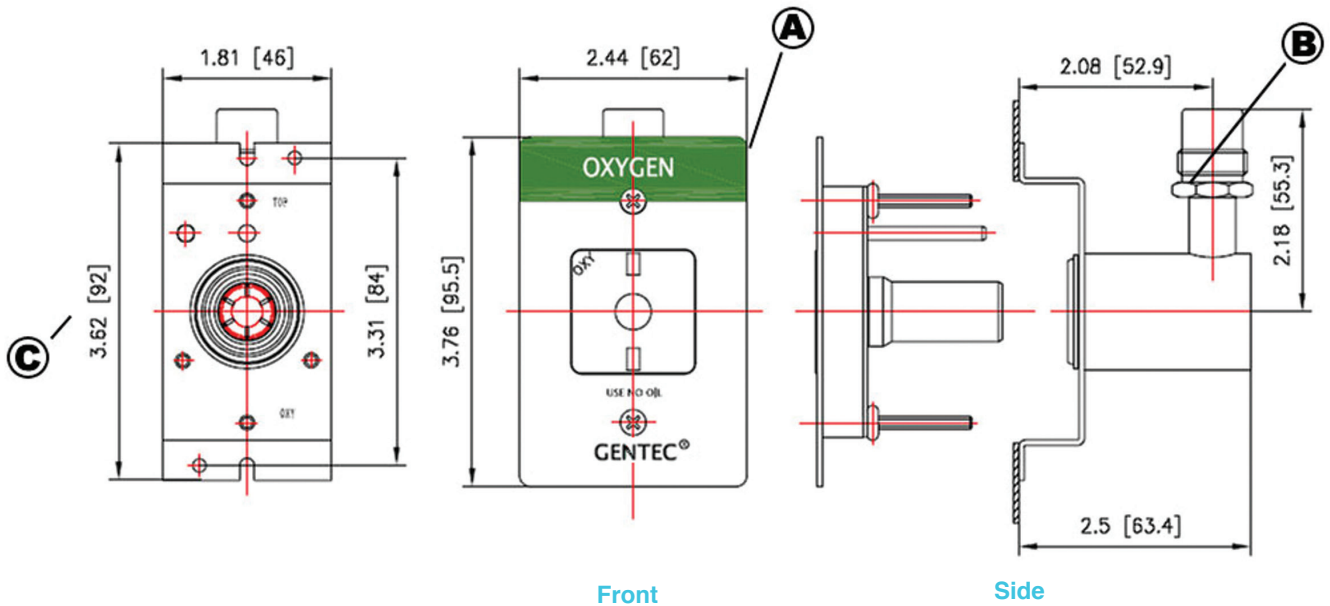 A
B
1.81 [46]
2.44 [62]
2.08 [52.9]
OXYGEN
TOP
2.18 [55.3]
OXY
3.62 [92]
3.31 [84]
3.76 [95.5]
C
USE NO OIL
OXY
GENTEC®
2.5 [63.4]
Front
Side